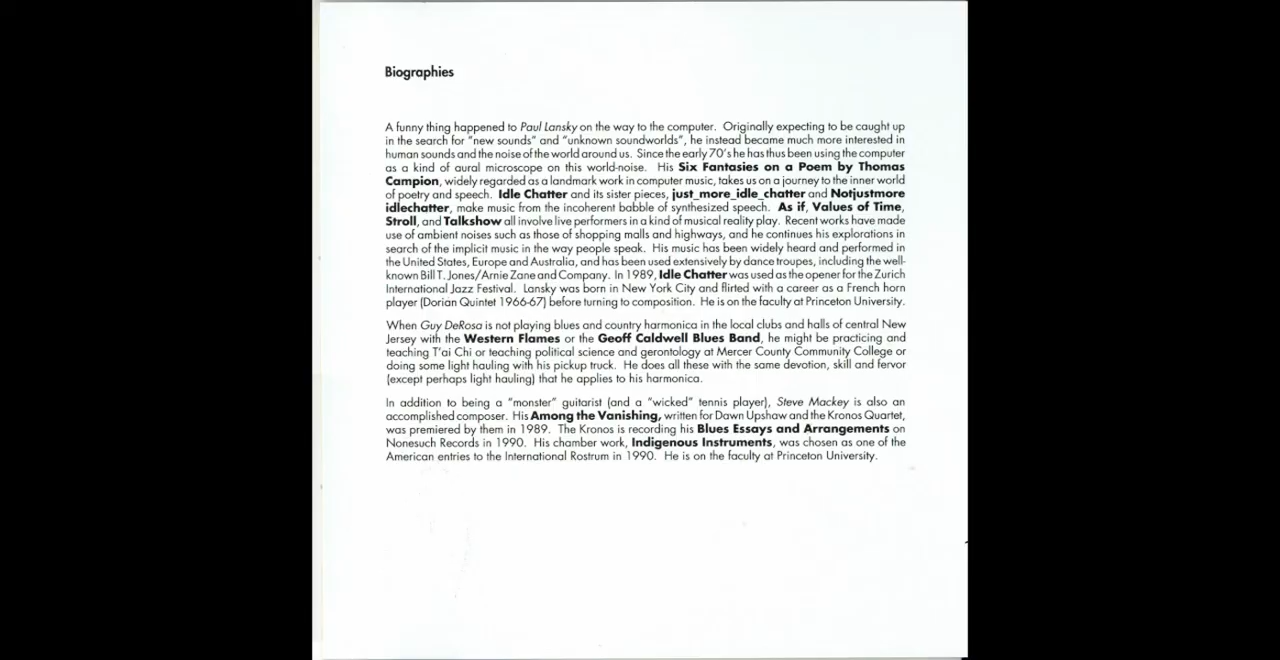 Biographies
A funny thing happened to Paul Lansky on the way to the computer. Originally expecting to be caught up
in the search for "new sounds" and "unknown soundworlds", he instead became much more interested in
human sounds and the noise of the world around us. Since the early 70's he has thus been using the computer
as a kind of aural microscope on this world-noise. His Six Fantasies on a Poem by Thomas
Campion, widely regarded as a landmark work in computer music, takes us on a journey to the inner world
of poetry and speech. Idle Chatter and its sister pieces, just_more_idle_chatter and Notjustmore
idlechatter, make music from the incoherent babble of synthesized speech. As if, Values of Time,
Stroll, and Talkshow all involve live performers in a kind of musical reality play. Recent works have made
use of ambient noises such as those of shopping malls and highways, and he continues his explorations in
search of the implicit music in the way people speak. His music has been widely heard and performed in
the United States, Europe and Australia, and has been used extensively by dance troupes, including the well-
known Bill T. Jones/Arnie Zane and Company. In 1989, Idle Chatter was used as the opener for the Zurich
International Jazz Festival. Lansky was born in New York City and flirted with a career as a French horn
player (Dorian Quintet 1966-67) before turning to composition. He is on the faculty at Princeton University.
When Guy DeRosa is not playing blues and country harmonica in the local clubs and halls of central New
Jersey with the Western Flames or the Geoff Caldwell Blues Band, he might be practicing and
teaching T'ai Chi or teaching political science and gerontology at Mercer County Community College or
doing some light hauling with his pickup truck. He does all these with the same devotion, skill and fervor
(except perhaps light hauling) that he applies to his harmonica.
In addition to being a "monster" guitarist (and a "wicked" tennis player), Steve Mackey is also an
accomplished composer. His Among the Vanishing, written for Dawn Upshaw and the Kronos Quartet,
was premiered by them in 1989. The Kronos is recording his Blues Essays and Arrangements on
Nonesuch Records in 1990. His chamber work, Indigenous Instruments, was chosen as one of the
American entries to the International Rostrum in 1990. He is on the faculty at Princeton University.